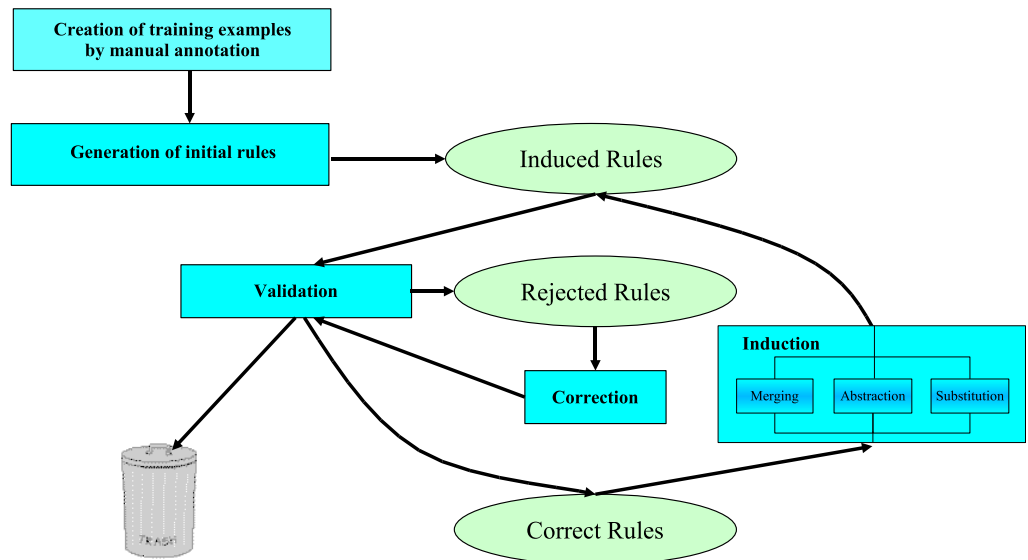 Creation of training examples
by manual annotation
Generation of initial rules
Induced Rules
Validation
Rejected Rules
Induction
Merging
Abstraction
Substitution
Correction
TRASH
Correct Rules